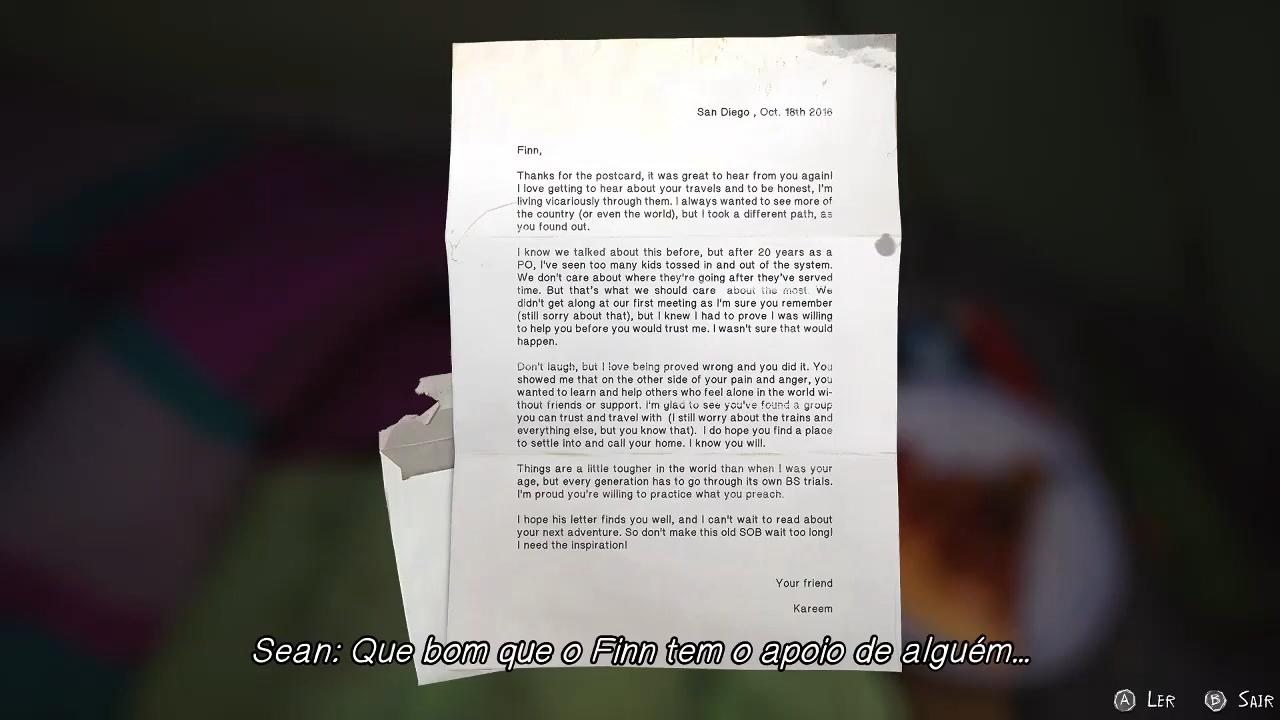 San Diego , Oct. 18th 2016
Finn,
Thanks for the postcard, it was great to hear from you again!
I love getting to hear about your travels and to be honest, I'm
living vicariously through them. I always wanted to see more of
the country (or even the world), but I took a different path, as
you found out.
I know we talked about this before, but after 20 years as a
PO, I've seen too many kids tossed in and out of the system.
We don't care about where they're going after they've served
time. But that's what we should care about the most. We
didn't get along at our first meeting as I'm sure you remember
(still sorry about that), but I knew I had to prove I was willing
to help you before you would trust me. I wasn't sure that would
happen.
Don't laugh, but I love being proved wrong and you did it. You
showed me that on the other side of your pain and anger, you
wanted to learn and help others who feel alone in the world wi-
thout friends or support. I'm glad to see you've found a group
you can trust and travel with (I still worry about the trains and
everything else, but you know that). I do hope you find a place
to settle into and call your home. I know you will.
Things are a little tougher in the world than when I was your
age, but every generation has to go through its own BS trials.
I'm proud you're willing to practice what you preach.
I hope his letter finds you well, and I can't wait to read about
your next adventure. So don't make this old SOB wait too long!
I need the inspiration!
Your friend
Kareem
Sean: Que bom que o Finn tem o apoio de alguém...
A LER B SAIR